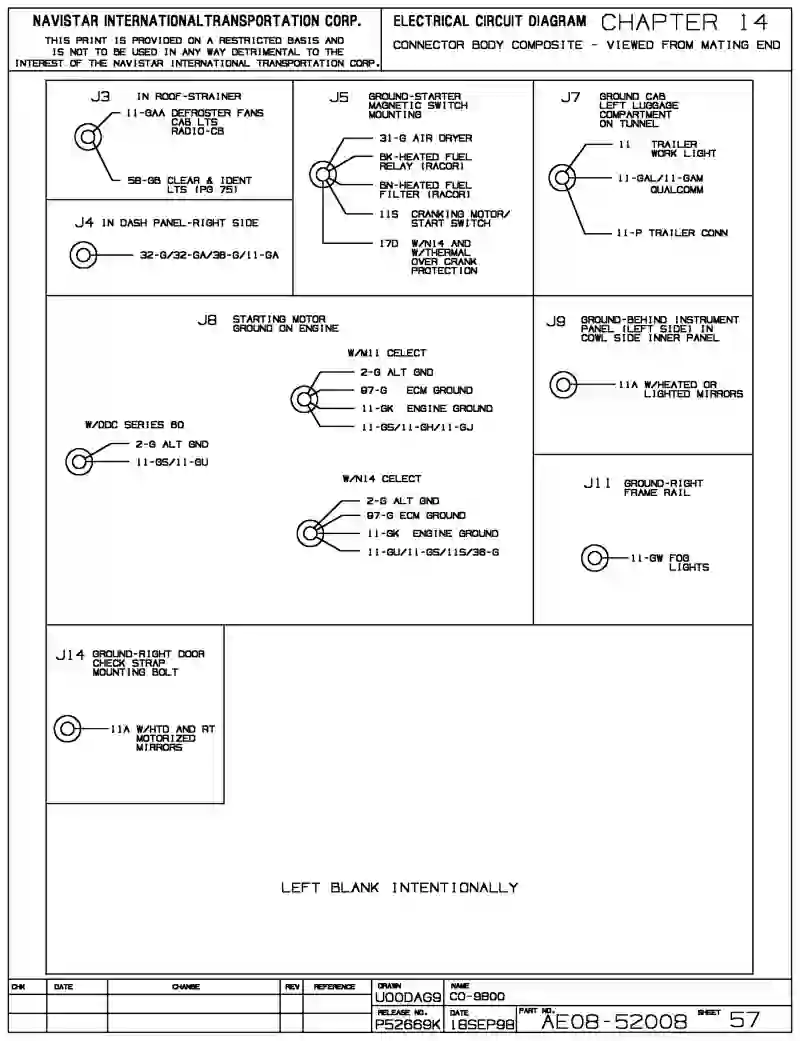 NAVISTAR INTERNATIONALTRANSPORTATION CORP.
THIS PRINT IS PROVIDED ON A RESTRICTED BASIS AND
IS NOT TO BE USED IN ANY WAY DETRIMENTAL TO THE
INTEREST OF THE NAVISTAR INTERNATIONAL TRANSPORTATION CORP.
ELECTRICAL CIRCUIT DIAGRAM CHAPTER 14
CONNECTOR BODY COMPOSITE - VIEWED FROM MATING END
J3 IN ROOF-STRAINER
11-GAA DEFROSTER FANS
CAB LTS
RADIO-CB
58-GB CLEAR & IDENT
LTS (PG 75)
J4 IN DASH PANEL-RIGHT SIDE
32-G/32-GA/38-G/11-GA
J5 GROUND-STARTER
MAGNETIC SWITCH
MOUNTING
31-G AIR DRYER
BK-HEATED FUEL
RELAY (RACOR)
BN-HEATED FUEL
FILTER (RACOR)
11S CRANKING MOTOR/
START SWITCH
17D W/N14 AND
W/THERMAL
OVER CRANK
PROTECTION
J7 GROUND CAB
LEFT LUGGAGE
COMPARTMENT
ON TUNNEL
11 TRAILER
WORK LIGHT
11-GAL/11-GAM
QUALCOMM
11-P TRAILER CONN
J8 STARTING MOTOR
GROUND ON ENGINE
W/M11 CELECT
2-G ALT GND
97-G ECM GROUND
11-GK ENGINE GROUND
11-GS/11-GH/11-GJ
W/DDC SERIES 60
2-G ALT GND
11-GS/11-GU
W/N14 CELECT
2-G ALT GND
97-G ECM GROUND
11-GK ENGINE GROUND
11-GU/11-GS/11S/38-G
J9 GROUND-BEHIND INSTRUMENT
PANEL (LEFT SIDE) IN
COWL SIDE INNER PANEL
11A W/HEATED OR
LIGHTED MIRRORS
J11 GROUND-RIGHT
FRAME RAIL
11-GW FOG
LIGHTS
J14 GROUND-RIGHT DOOR
CHECK STRAP
MOUNTING BOLT
11A W/HTD AND RT
MOTORIZED
MIRRORS
LEFT BLANK INTENTIONALLY
CHK DATE CHANGE REV REFERENCE
DRAWN
U00DAG9
NAME
CO-9800
RELEASE NO.
P52669K
DATE
18SEP98
PART NO.
AE08-52008
SHEET 57